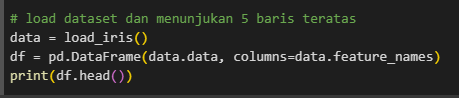 # load dataset dan menunjukan 5 baris teratas
data = load_iris()
df = pd.DataFrame(data.data, columns=data.feature_names)
print(df.head())